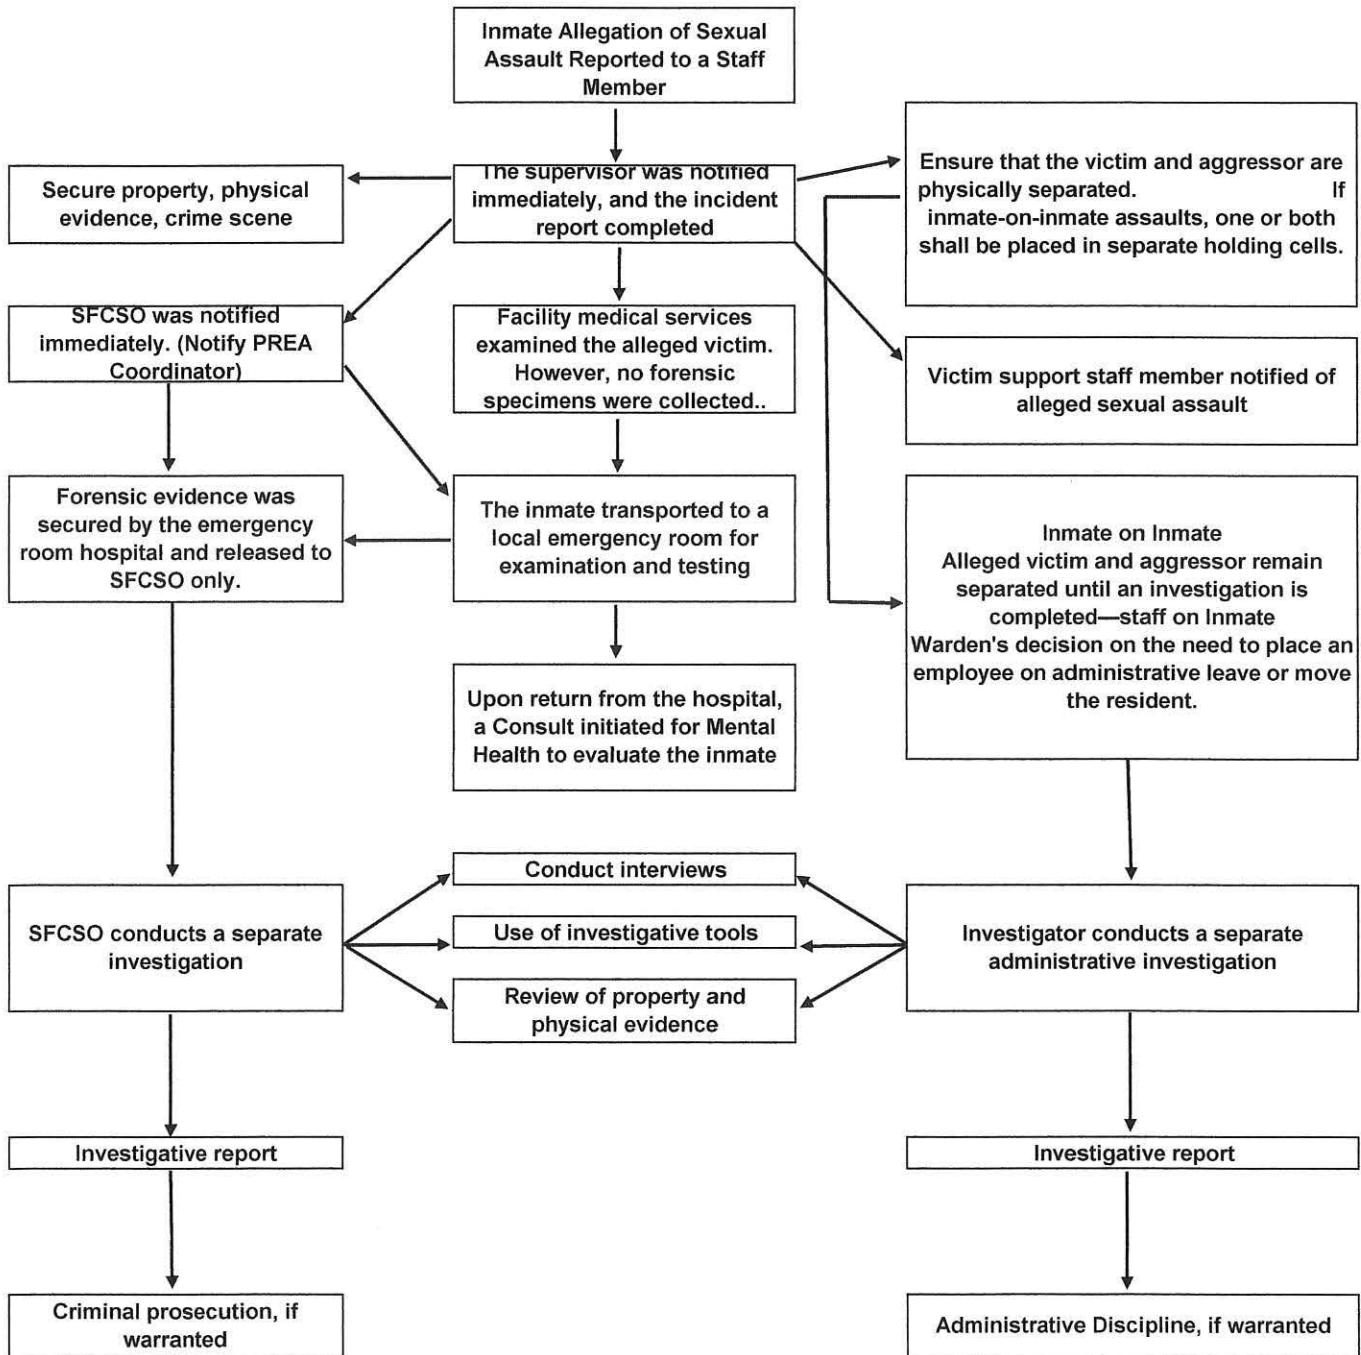 Inmate Allegation of Sexual
Assault Reported to a Staff
Member
Secure property, physical
evidence, crime scene
The supervisor was notified
immediately, and the incident
report completed
Ensure that the victim and aggressor are
physically separated. If
inmate-on-inmate assaults, one or both
shall be placed in separate holding cells.
SFCSO was notified
immediately. (Notify PREA
Coordinator)
Facility medical services
examined the alleged victim.
However, no forensic
specimens were collected..
Victim support staff member notified of
alleged sexual assault
Forensic evidence was
secured by the emergency
room hospital and released to
SFCSO only.
The inmate transported to a
local emergency room for
examination and testing
Inmate on Inmate
Alleged victim and aggressor remain
separated until an investigation is
completed—staff on Inmate
Warden's decision on the need to place an
employee on administrative leave or move
the resident.
Upon return from the hospital,
a Consult initiated for Mental
Health to evaluate the inmate
SFCSO conducts a separate
investigation
Conduct interviews
Use of investigative tools
Review of property and
physical evidence
Investigator conducts a separate
administrative investigation
Investigative report
Investigative report
Criminal prosecution, if
warranted
Administrative Discipline, if warranted